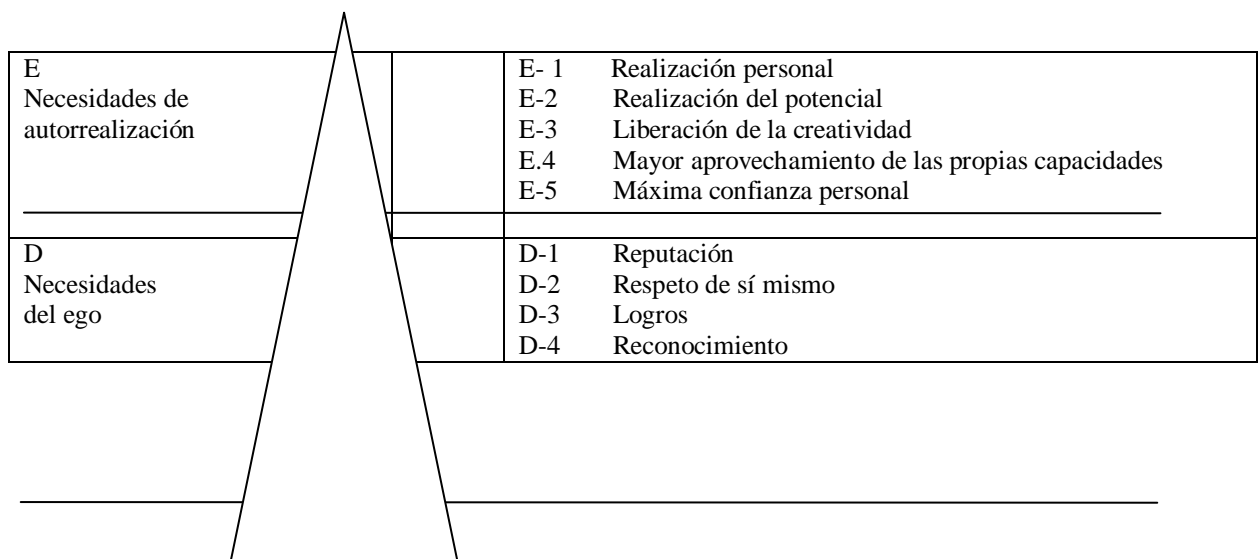 E
Necesidades de
autorrealización
E- 1 Realización personal
E-2 Realización del potencial
E-3 Liberación de la creatividad
E.4 Mayor aprovechamiento de las propias capacidades
E-5 Máxima confianza personal
D
Necesidades
del ego
D-1 Reputación
D-2 Respeto de sí mismo
D-3 Logros
D-4 Reconocimiento